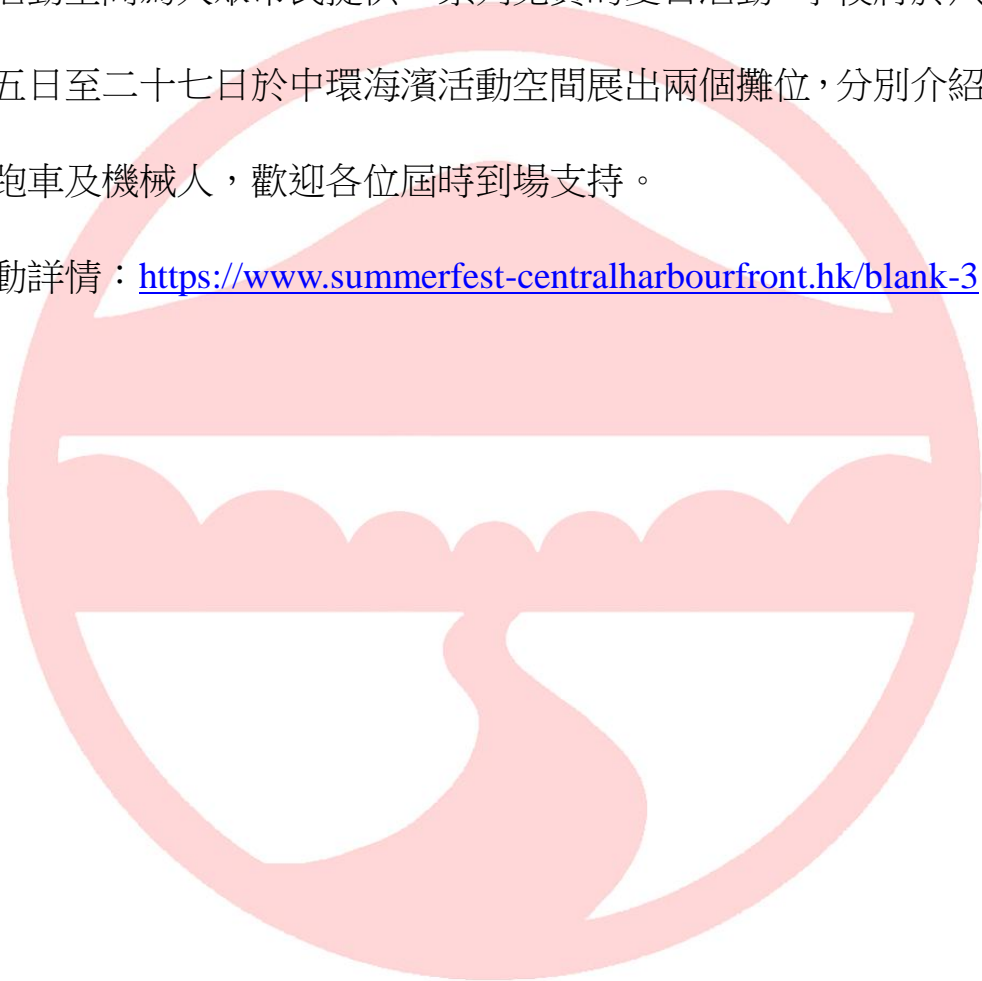 五日至二十七日於中環海濱活動空間展出兩個攤位，分別介紹
跑車及機械人，歡迎各位屆時到場支持。
動詳情：https://www.summerfest-centralharbourfront.hk/blank-3